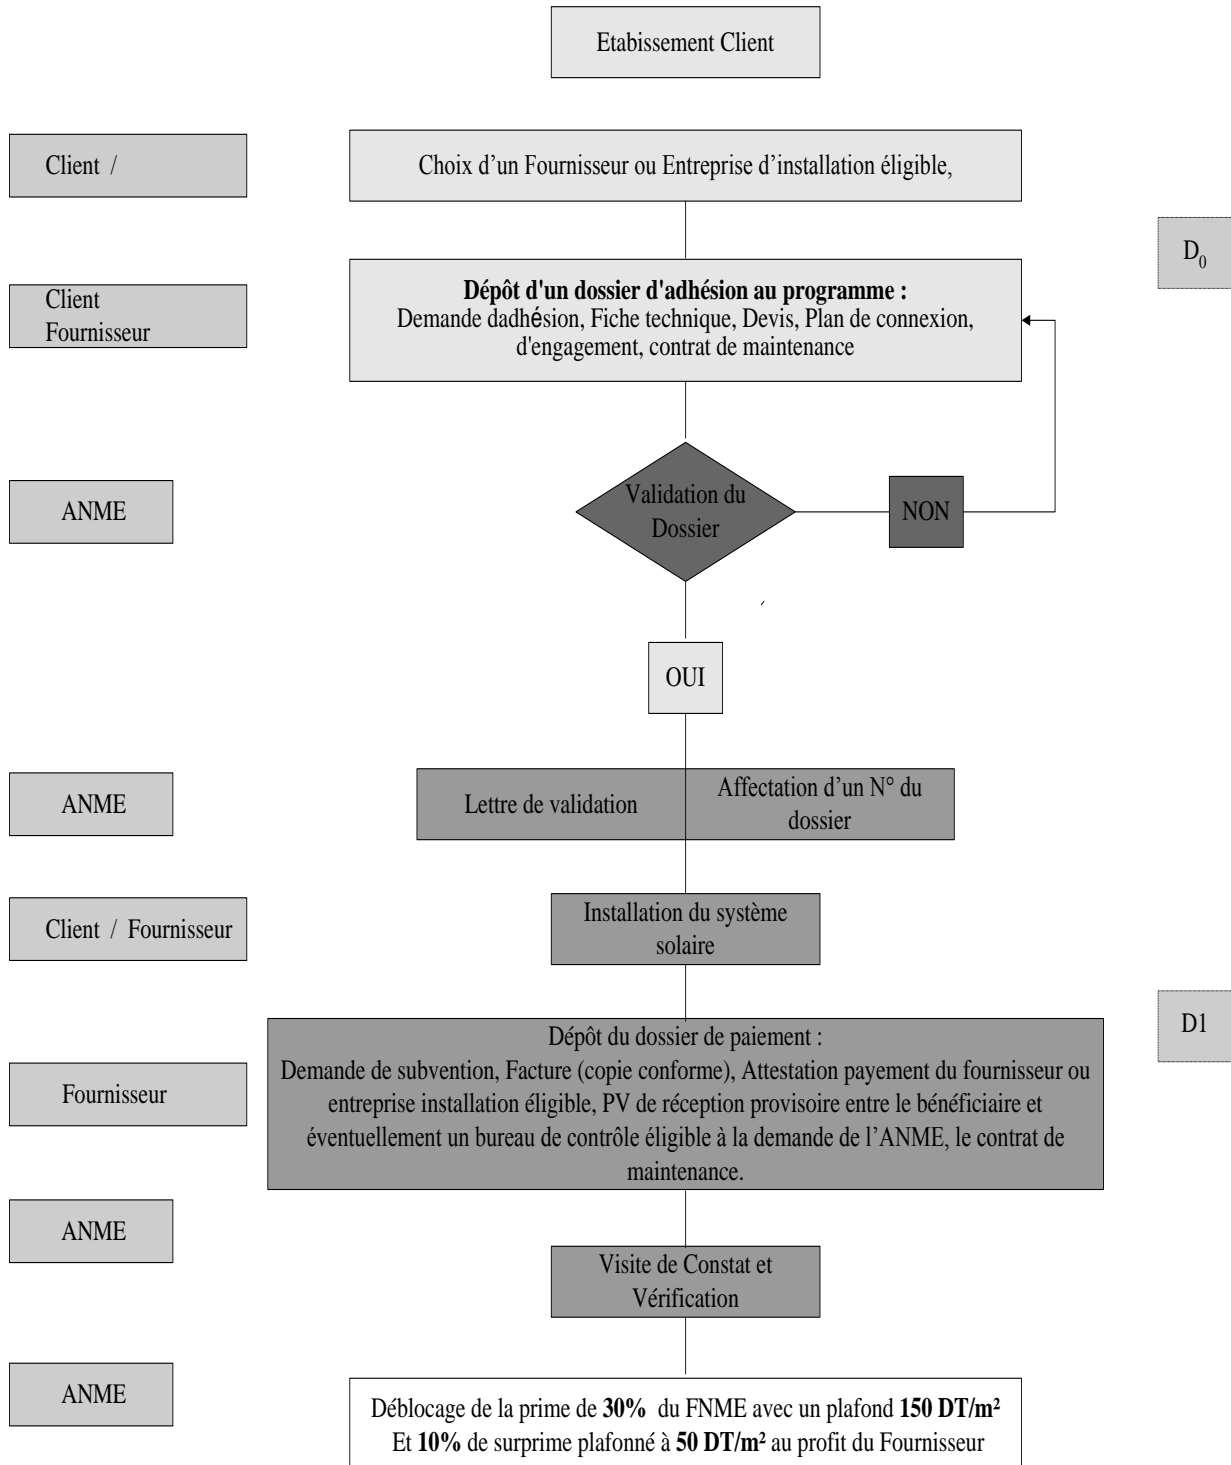 Etabissement Client
Client /
Choix d’un Fournisseur ou Entreprise d’installation éligible,
D0
Client
Fournisseur
Dépôt d'un dossier d'adhésion au programme :
Demande dadhésion, Fiche technique, Devis, Plan de connexion,
d'engagement, contrat de maintenance
ANME
Validation du
Dossier
NON
OUI
ANME
Lettre de validation
Affectation d’un N° du
dossier
Client / Fournisseur
Installation du système
solaire
D1
Fournisseur
Dépôt du dossier de paiement :
Demande de subvention, Facture (copie conforme), Attestation payement du fournisseur ou
entreprise installation éligible, PV de réception provisoire entre le bénéficiaire et
éventuellement un bureau de contrôle éligible à la demande de l’ANME, le contrat de
maintenance.
ANME
Visite de Constat et
Vérification
ANME
Déblocage de la prime de 30% du FNME avec un plafond 150 DT/m²
Et 10% de surprime plafonné à 50 DT/m² au profit du Fournisseur